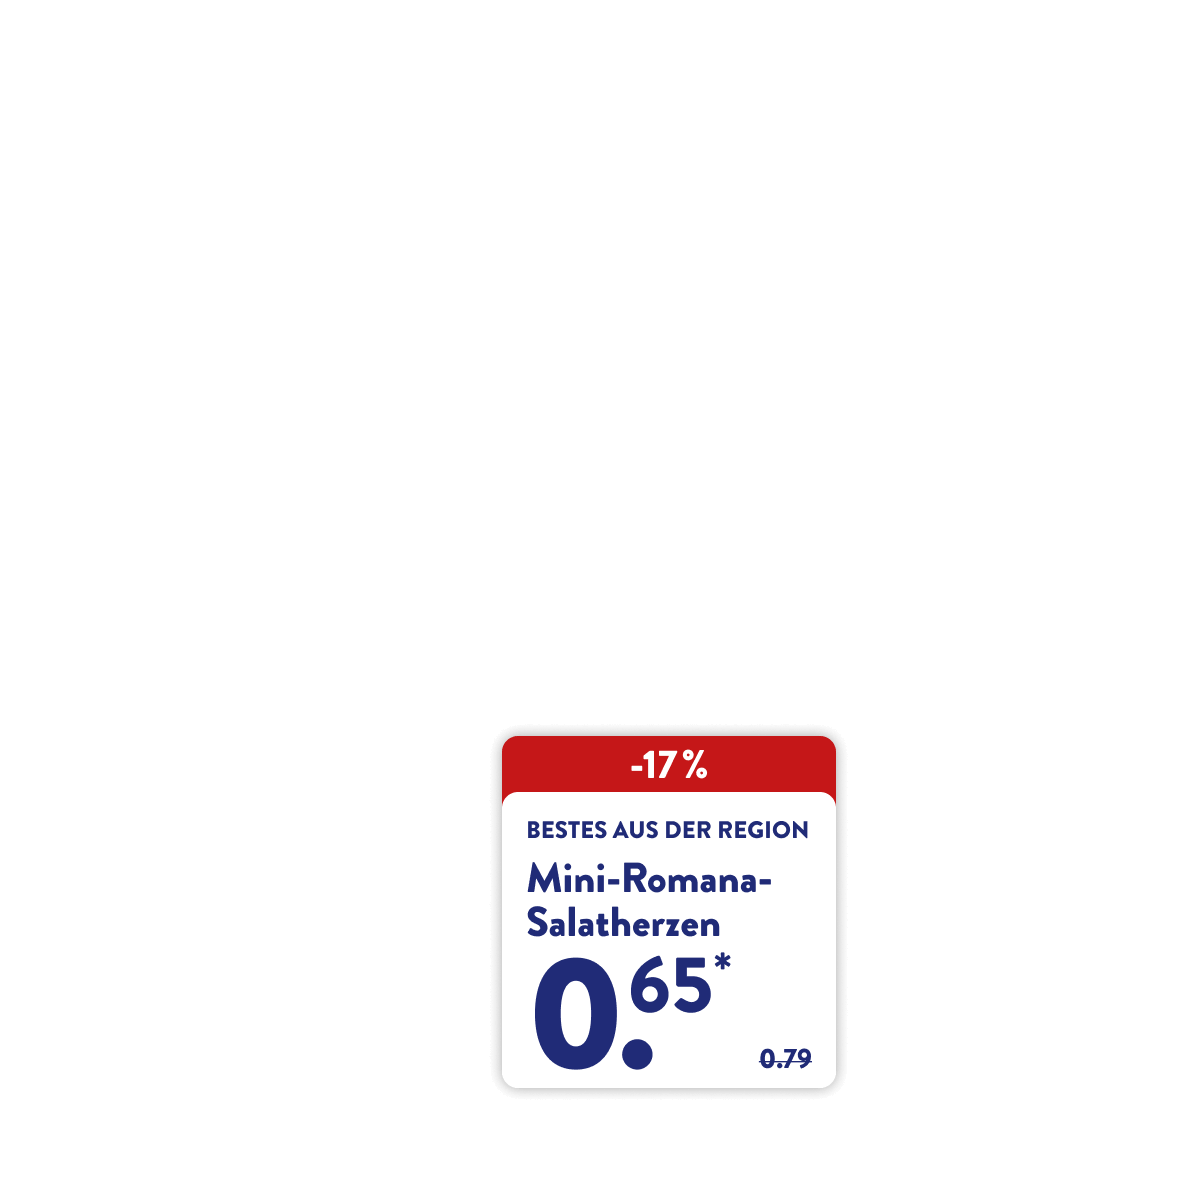 -17 %
BESTES AUS DER REGION
Mini-Romana-
Salatherzen
0.65*
0.79